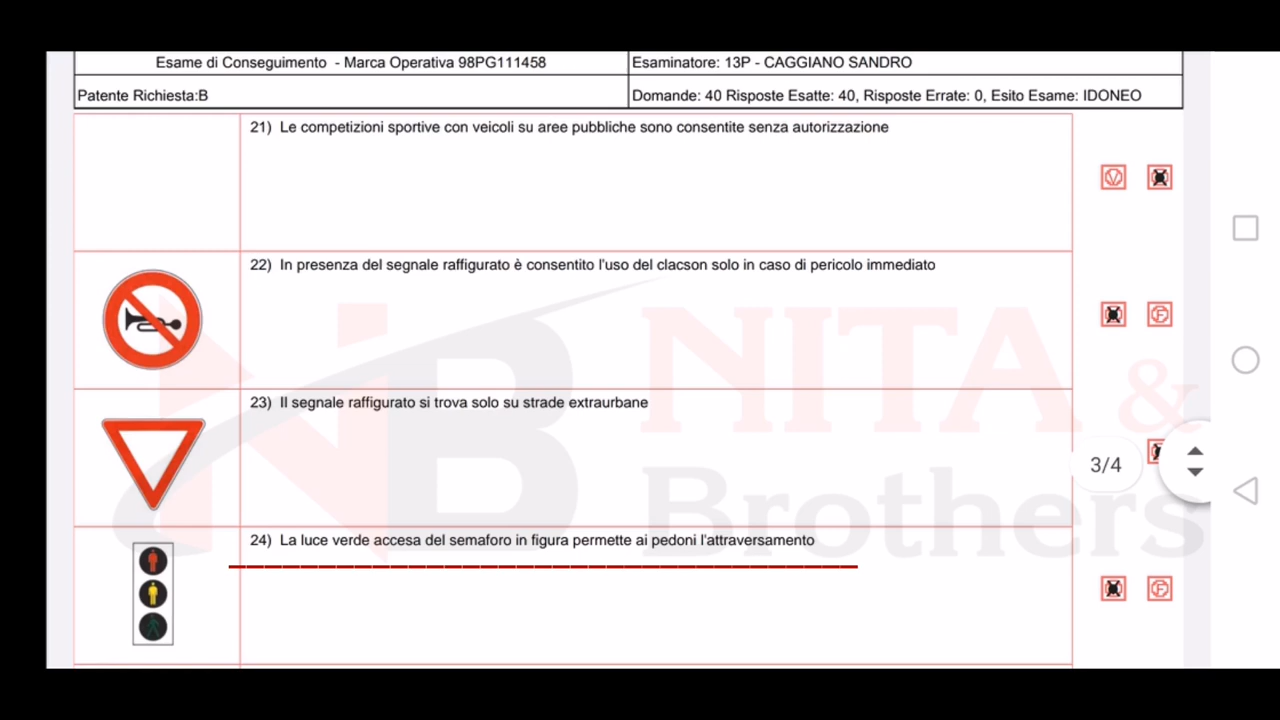 Esame di Conseguimento - Marca Operativa 98PG111458
Esaminatore: 13P - CAGGIANO SANDRO
Patente Richiesta:B
Domande: 40 Risposte Esatte: 40, Risposte Errate: 0, Esito Esame: IDONEO
21) Le competizioni sportive con veicoli su aree pubbliche sono consentite senza autorizzazione
V
22) In presenza del segnale raffigurato è consentito l'uso del clacson solo in caso di pericolo immediato
F
23) Il segnale raffigurato si trova solo su strade extraurbane
3/4
24) La luce verde accesa del semaforo in figura permette ai pedoni l'attraversamento
F
NB NITA &
Brothers